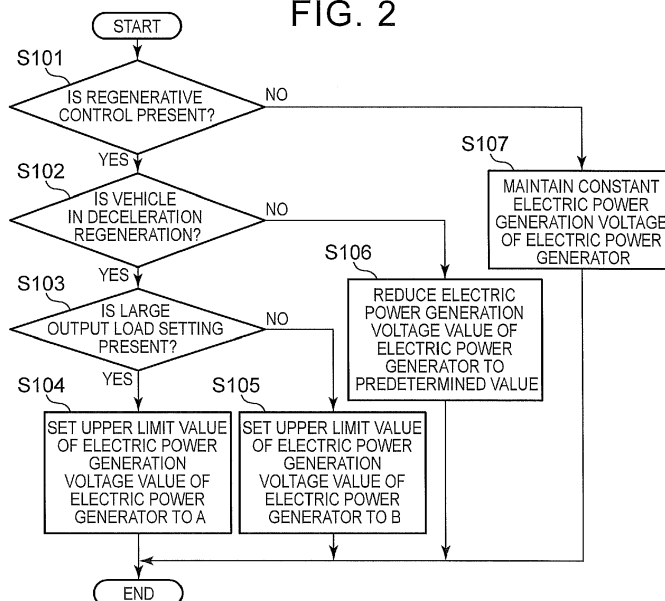 FIG. 2
START
S101
IS REGENERATIVE
CONTROL PRESENT?
NO
YES
S102
IS VEHICLE
IN DECELERATION
REGENERATION?
NO
YES
S103
IS LARGE
OUTPUT LOAD SETTING
PRESENT?
NO
YES
S104
SET UPPER LIMIT VALUE
OF ELECTRIC POWER
GENERATION
VOLTAGE VALUE OF
ELECTRIC POWER
GENERATOR TO A
S105
SET UPPER LIMIT VALUE
OF ELECTRIC POWER
GENERATION
VOLTAGE VALUE OF
ELECTRIC POWER
GENERATOR TO B
S106
REDUCE ELECTRIC
POWER GENERATION
VOLTAGE VALUE OF
ELECTRIC POWER
GENERATOR TO
PREDETERMINED VALUE
S107
MAINTAIN CONSTANT
ELECTRIC POWER
GENERATION VOLTAGE
OF ELECTRIC POWER
GENERATOR
END